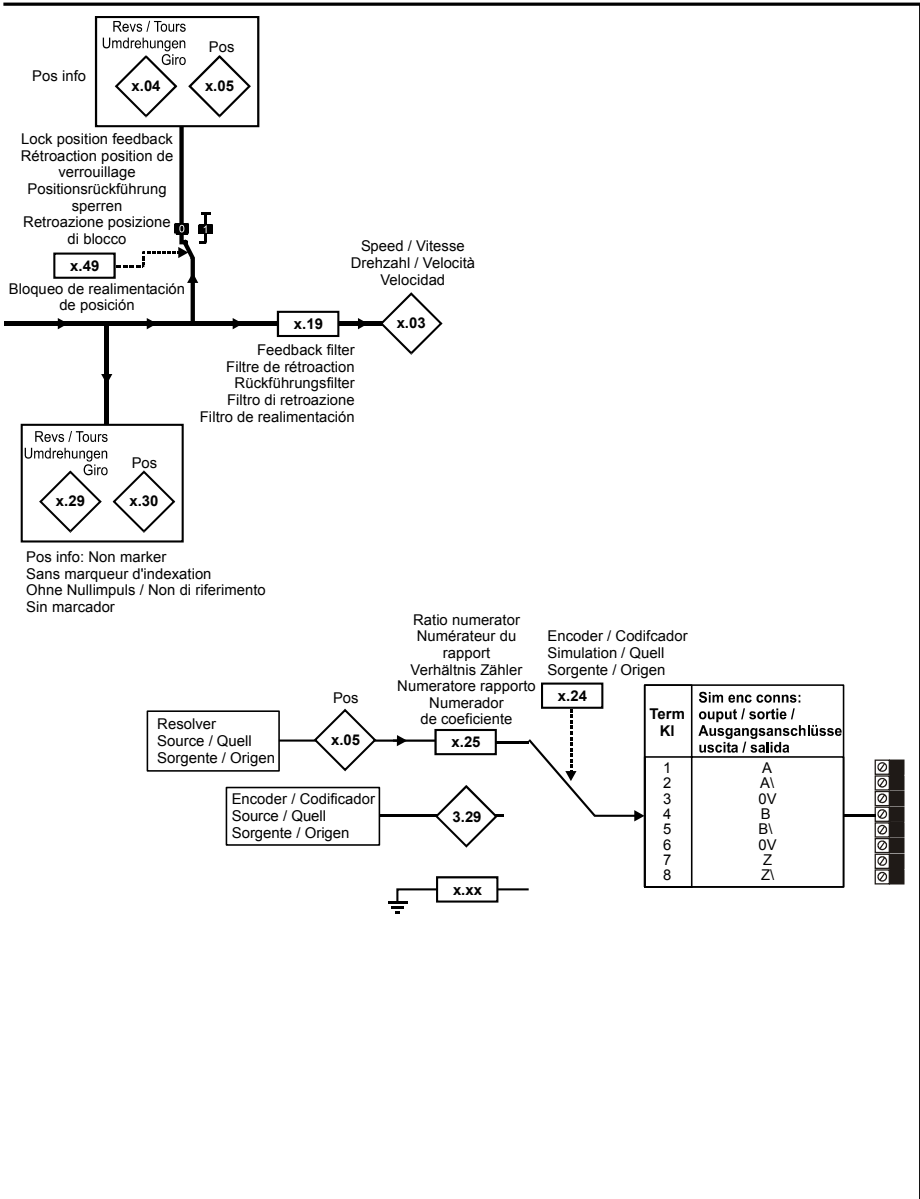 Revs / Tours
Umdrehungen
Giro
Pos
Pos info
x.04
x.05
Lock position feedback
Rétroaction position de
verrouillage
Positionsrückführung
sperren
Retroazione posizione
di blocco
0
1
x.49
Bloqueo de realimentación
de posición
Speed / Vitesse
Drehzahl / Velocità
Velocidad
x.19
x.03
Feedback filter
Filtre de rétroaction
Rückführungsfilter
Filtro di retroazione
Filtro de realimentación
Revs / Tours
Umdrehungen
Giro
Pos
x.29
x.30
Pos info: Non marker
Sans marqueur d'indexation
Ohne Nullimpuls / Non di riferimento
Sin marcador
Ratio numerator
Numérateur du
rapport
Verhältnis Zähler
Numeratore rapporto
Numerador
de coeficiente
Encoder / Codifcador
Simulation / Quell
Sorgente / Origen
x.24
Resolver
Source / Quell
Sorgente / Origen
Pos
x.05
x.25
Encoder / Codificador
Source / Quell
Sorgente / Origen
3.29
x.xx
Term
KI
Sim enc conns:
ouput / sortie /
Ausgangsanschlüsse
uscita / salida
1 A
2 A\
3 0V
4 B
5 B\
6 0V
7 Z
8 Z\